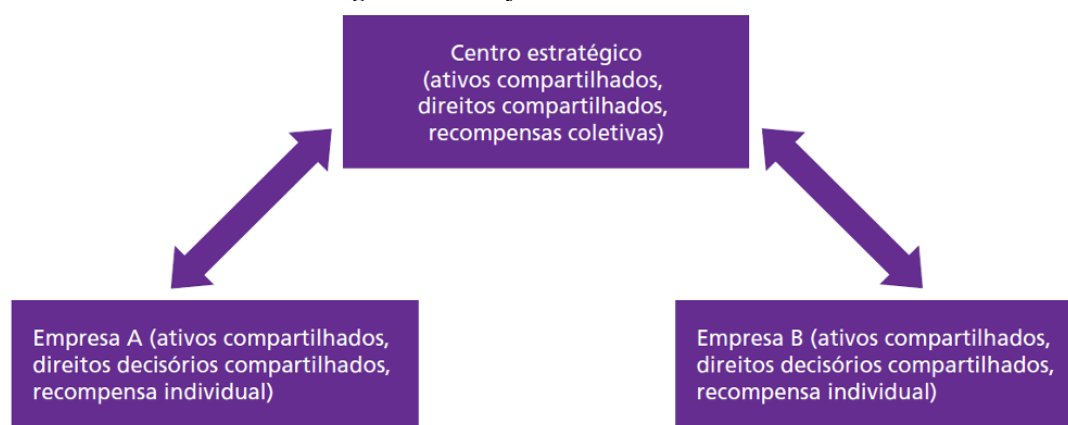 Centro estratégico
(ativos compartilhados,
direitos compartilhados,
recompensas coletivas)
Empresa A (ativos compartilhados,
direitos decisórios compartilhados,
recompensa individual)
Empresa B (ativos compartilhados,
direitos decisórios compartilhados,
recompensa individual)